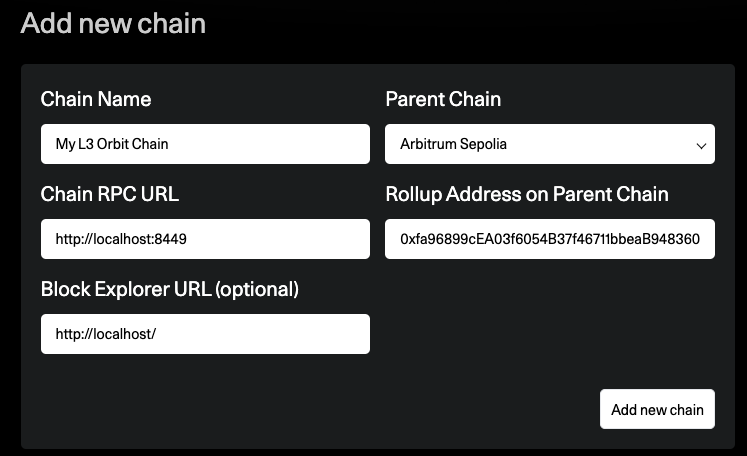 Add new chain
Chain Name
Parent Chain
My L3 Orbit Chain
Arbitrum Sepolia
Chain RPC URL
Rollup Address on Parent Chain
http://localhost:8449
0xfa96899cEA03f6054B37f46711bbeaB948360
Block Explorer URL (optional)
http://localhost/
Add new chain